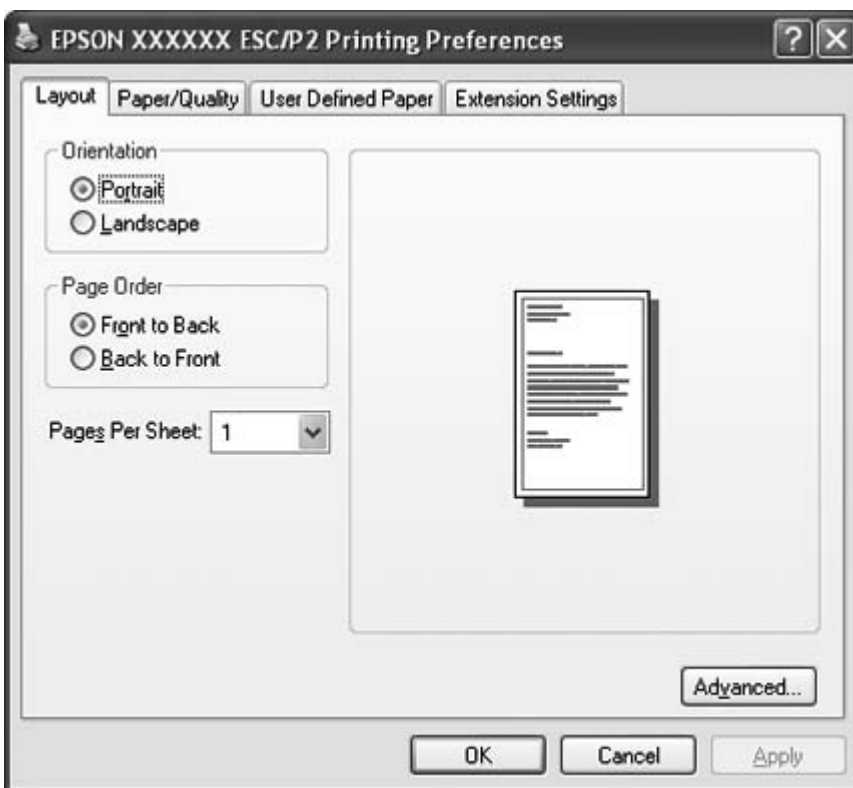 EPSON XXXXXX ESC/P2 Printing Preferences
Layout Paper/Quality User Defined Paper Extension Settings
Orientation
Portrait
Landscape
Page Order
Front to Back
Back to Front
Pages Per Sheet: 1
Advanced...
OK Cancel Apply